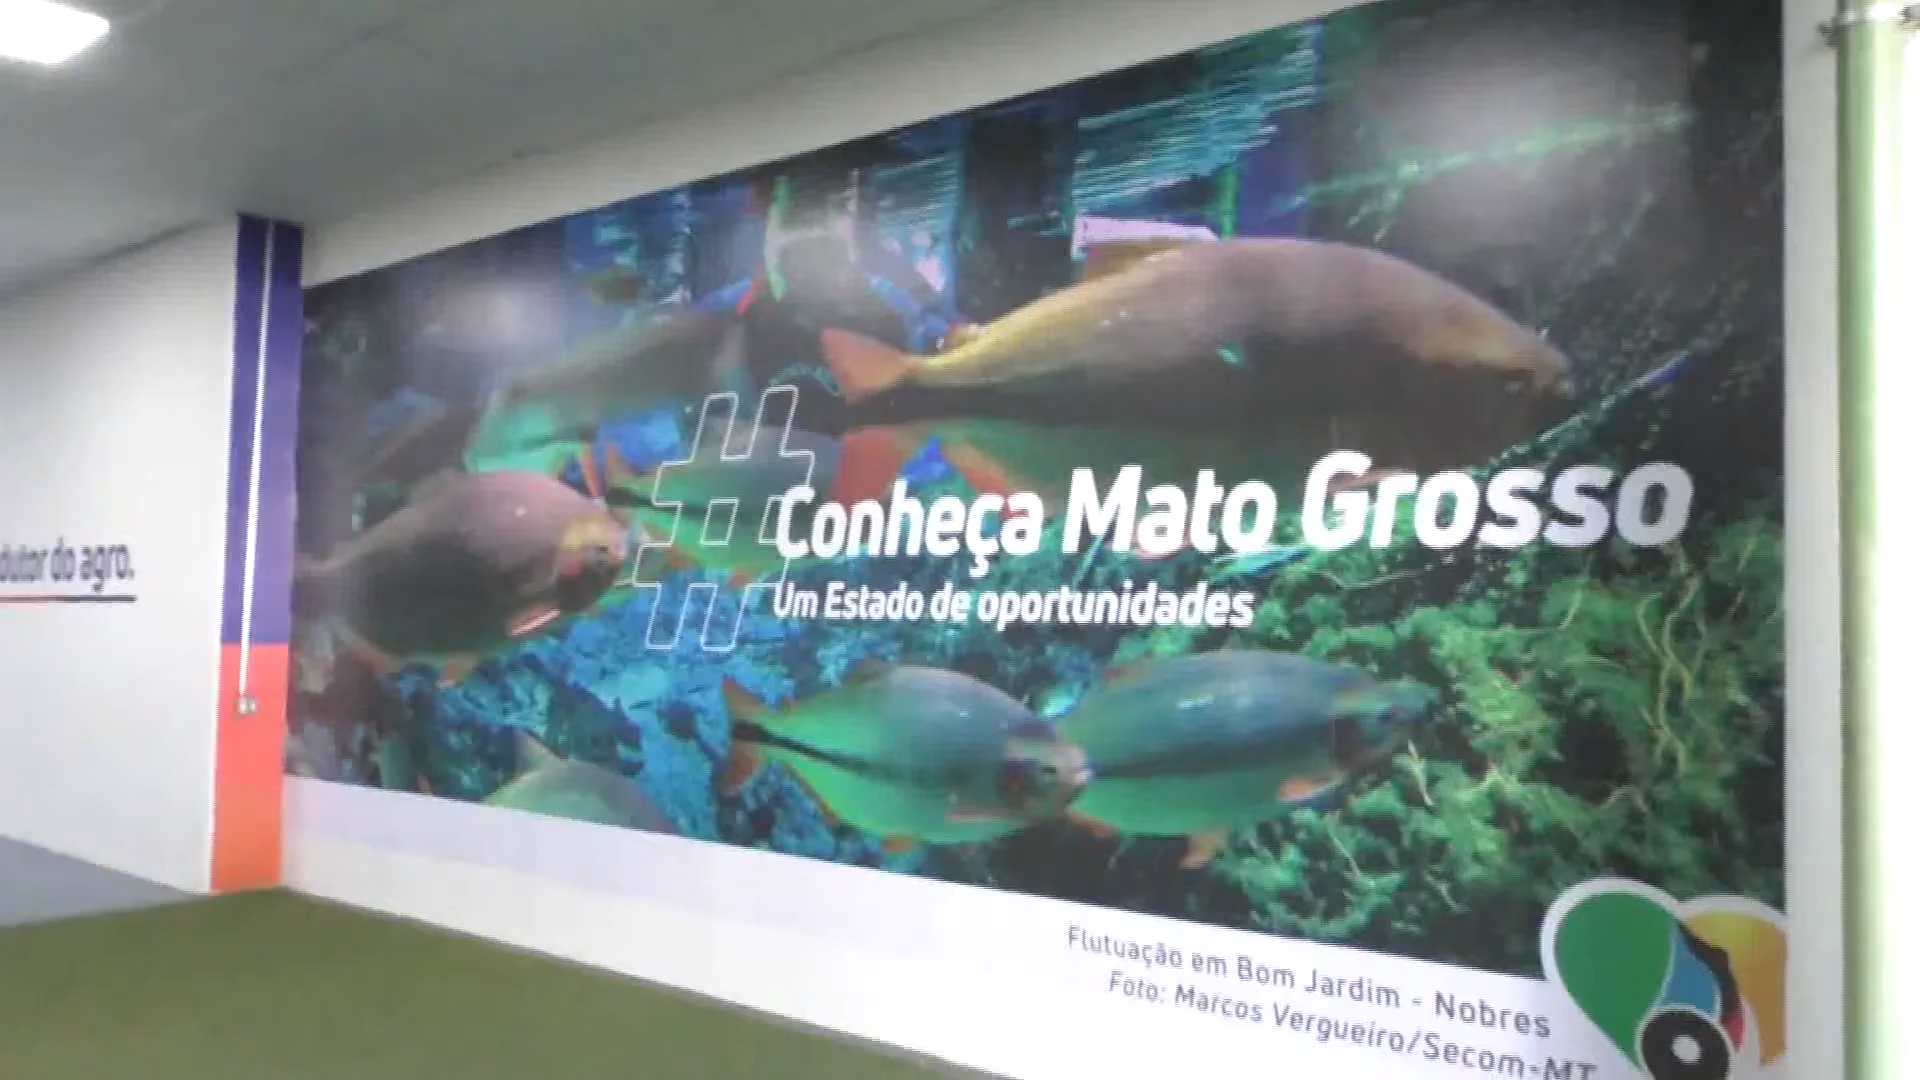 do agro.
#Conheça Mato Grosso
Um Estado de oportunidades
Flutuação em Bom Jardim - Nobres
Foto: Marcos Vergueiro/Secom-MT